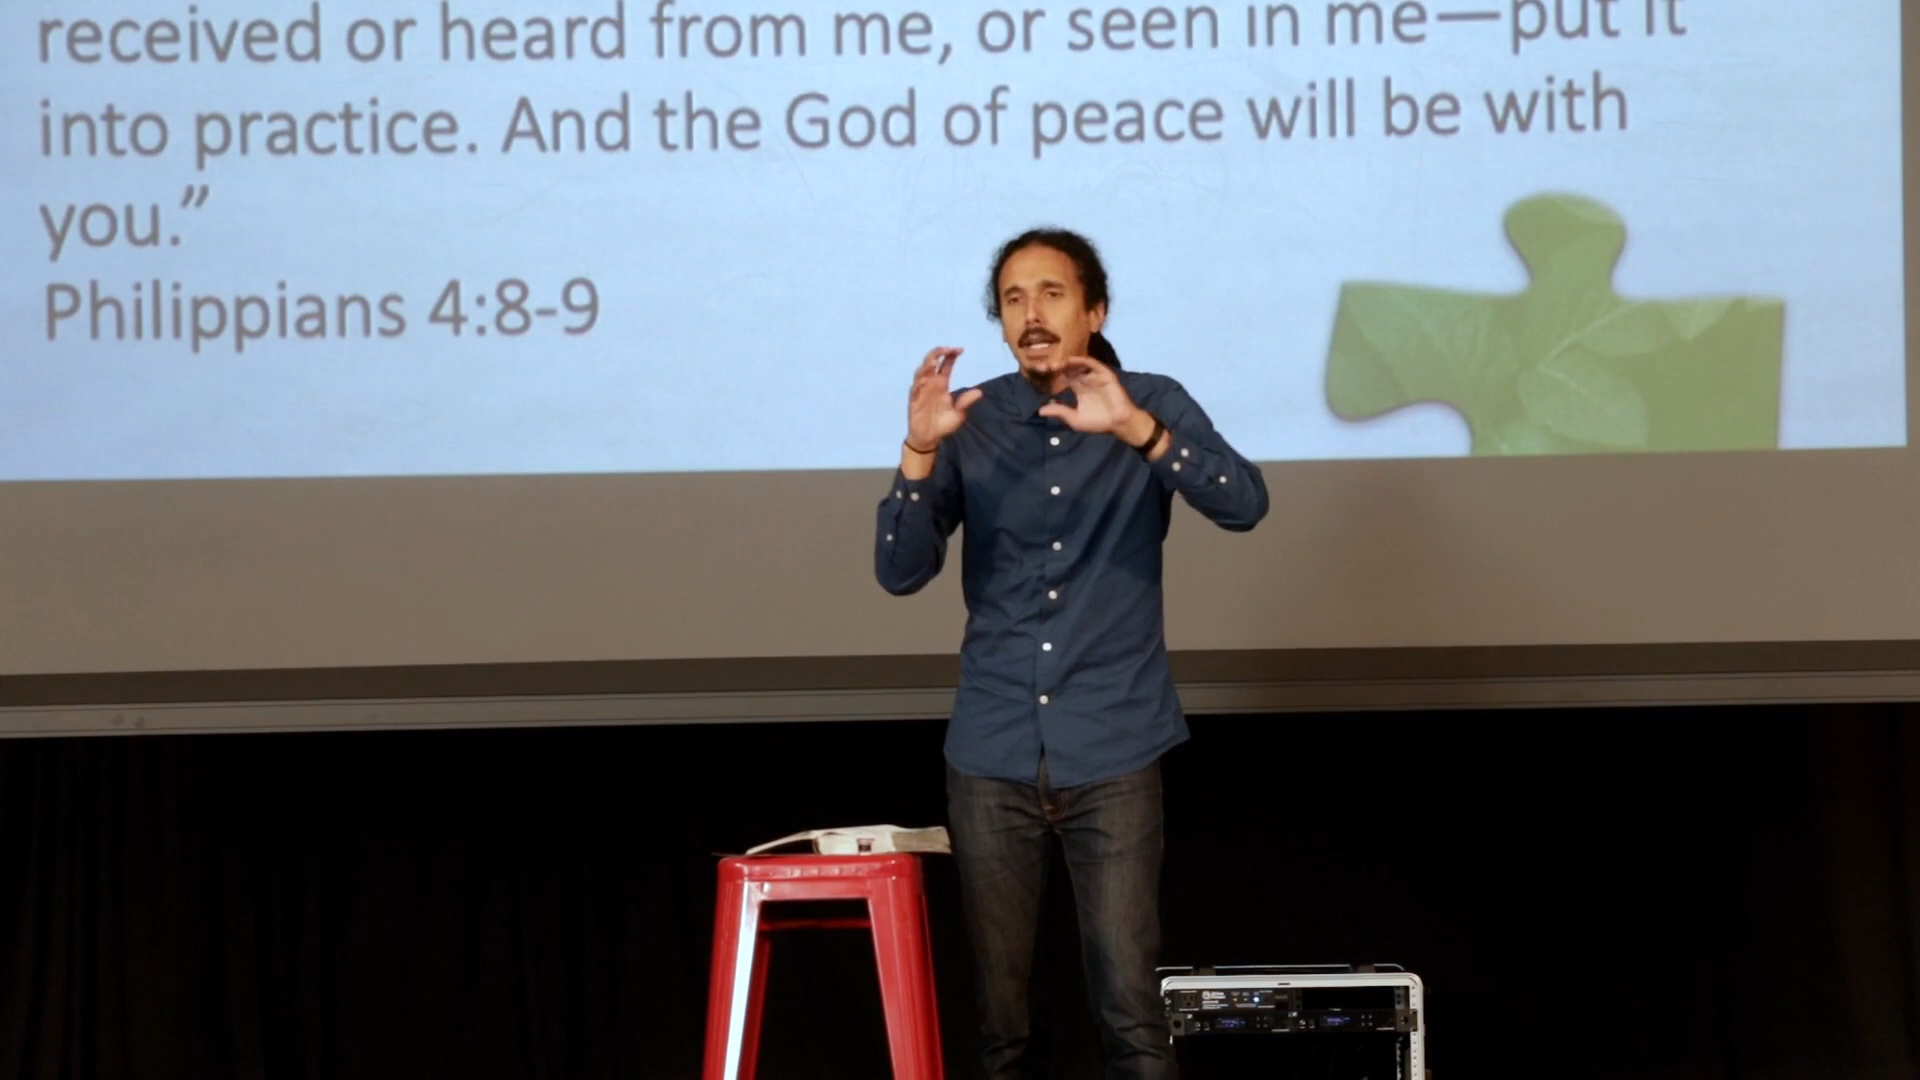 received or heard from me, or seen in me—put it
into practice. And the God of peace will be with
you.”
Philippians 4:8-9